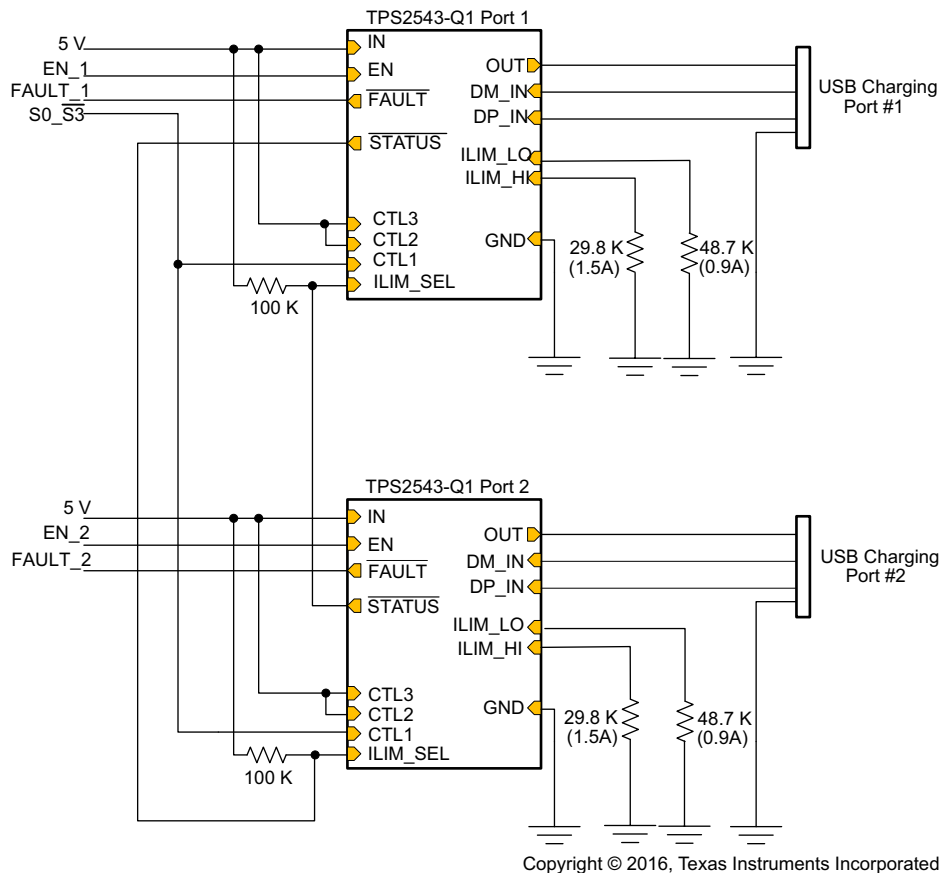 TPS2543-Q1 Port 1
5 V
EN_1
FAULT_1
S0_S3
IN
EN
FAULT
STATUS
CTL3
CTL2
CTL1
ILIM_SEL
100 K
OUT
DM_IN
DP_IN
ILIM_LO
ILIM_HI
GND
29.8 K
(1.5A)
48.7 K
(0.9A)
USB Charging
Port #1
TPS2543-Q1 Port 2
5 V
EN_2
FAULT_2
IN
EN
FAULT
STATUS
CTL3
CTL2
CTL1
ILIM_SEL
100 K
OUT
DM_IN
DP_IN
ILIM_LO
ILIM_HI
GND
29.8 K
(1.5A)
48.7 K
(0.9A)
USB Charging
Port #2
Copyright © 2016, Texas Instruments Incorporated